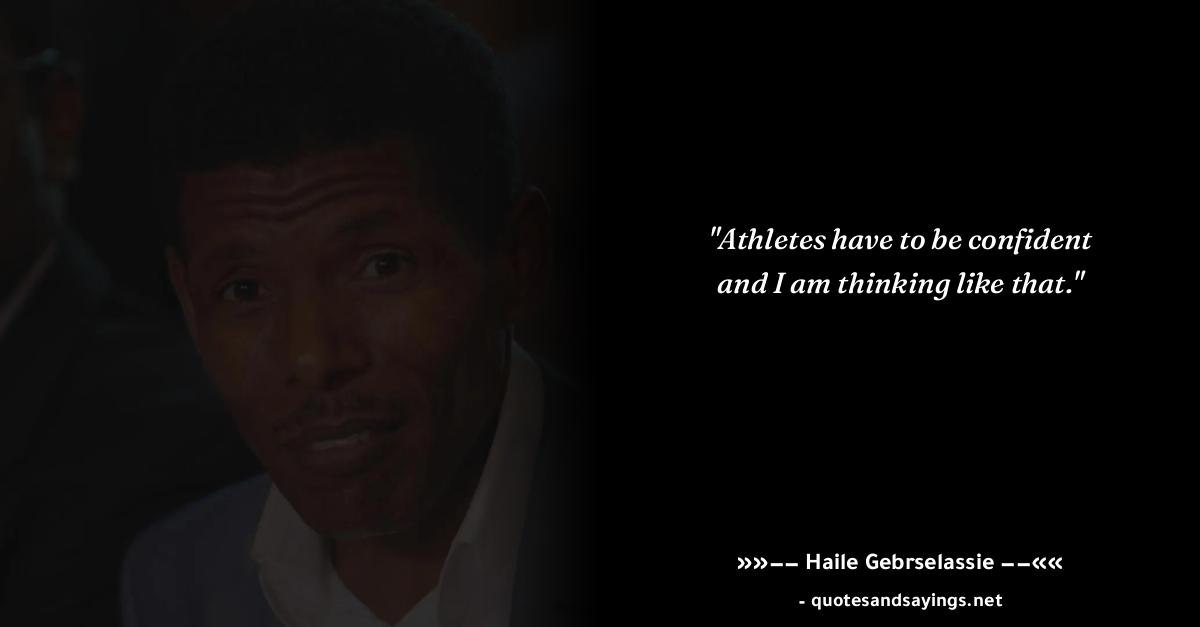 "Athletes have to be confident
and I am thinking like that."
»»–– Haile Gebrselassie ––««
- quotesandsayings.net